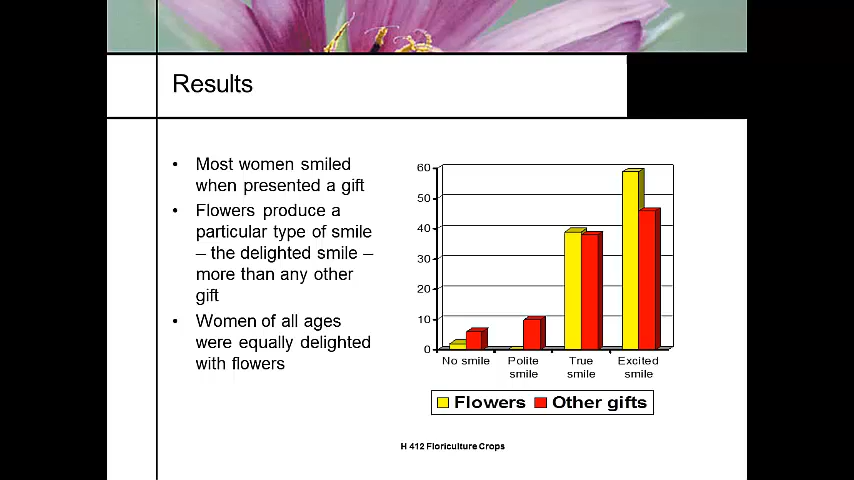 Results
• Most women smiled
when presented a gift
• Flowers produce a
particular type of smile
– the delighted smile –
more than any other
gift
• Women of all ages
were equally delighted
with flowers
60
50
40
30
20
10
0
No smile Polite smile True smile Excited smile
Flowers Other gifts
H 412 Floriculture Crops